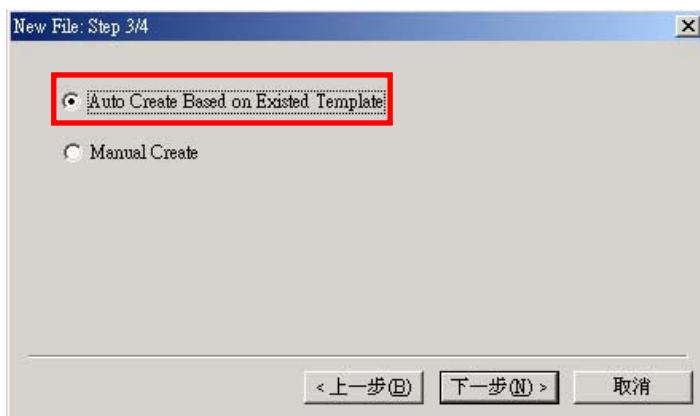 New File: Step 3/4
Auto Create Based on Existed Template
Manual Create
<上一步(B) 下一步(N)> 取消